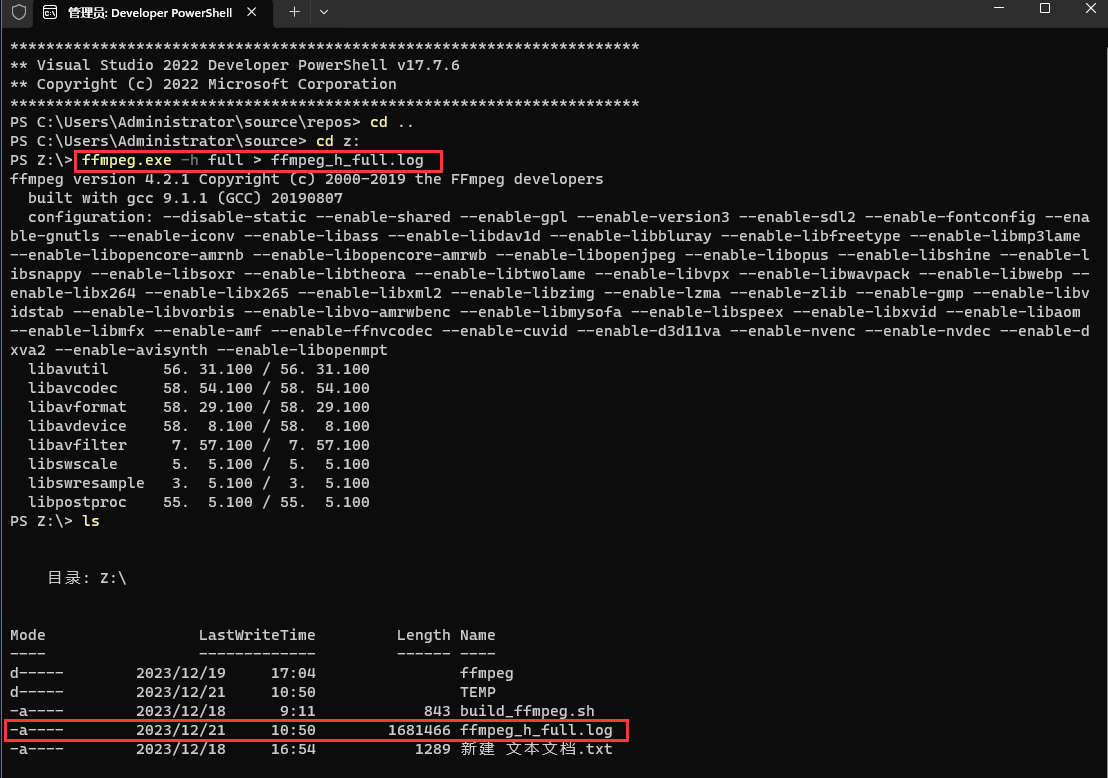 管理员: Developer PowerShell
**********************************************************************
** Visual Studio 2022 Developer PowerShell v17.7.6
** Copyright (c) 2022 Microsoft Corporation
**********************************************************************
PS C:\Users\Administrator\source\repos> cd ..
PS C:\Users\Administrator\source> cd z:
PS Z:\> ffmpeg.exe -h full > ffmpeg_h_full.log
ffmpeg version 4.2.1 Copyright (c) 2000-2019 the FFmpeg developers
  built with gcc 9.1.1 (GCC) 20190807
  configuration: --disable-static --enable-shared --enable-gpl --enable-version3 --enable-sdl2 --enable-fontconfig --ena
ble-gnutls --enable-iconv --enable-libass --enable-libdav1d --enable-libbluray --enable-libfreetype --enable-libmp3lame
--enable-libopencore-amrnb --enable-libopencore-amrwb --enable-libopenjpeg --enable-libopus --enable-libshine --enable-l
ibsnappy --enable-libsoxr --enable-libtheora --enable-libtwolame --enable-libvpx --enable-libwavpack --enable-libwebp --
enable-libx264 --enable-libx265 --enable-libxml2 --enable-libzimg --enable-lzma --enable-zlib --enable-gmp --enable-libv
idstab --enable-libvorbis --enable-libvo-amrwbenc --enable-libmysofa --enable-libspeex --enable-libxvid --enable-libaom
--enable-libmfx --enable-amf --enable-ffnvcodec --enable-cuvid --enable-d3d11va --enable-nvenc --enable-nvdec --enable-d
xva2 --enable-avisynth --enable-libopenmpt
  libavutil      56. 31.100 / 56. 31.100
  libavcodec     58. 54.100 / 58. 54.100
  libavformat    58. 29.100 / 58. 29.100
  libavdevice    58.  8.100 / 58.  8.100
  libavfilter     7. 57.100 /  7. 57.100
  libswscale      5.  5.100 /  5.  5.100
  libswresample   3.  5.100 /  3.  5.100
  libpostproc    55.  5.100 / 55.  5.100
PS Z:\> ls
    目录: Z:\
Mode                 LastWriteTime         Length Name
----                 -------------         ------ ----
d-----        2023/12/19     17:04                ffmpeg
d-----        2023/12/21     10:50                TEMP
-a----        2023/12/18      9:11            843 build_ffmpeg.sh
-a----        2023/12/21     10:50        1681466 ffmpeg_h_full.log
-a----        2023/12/18     16:54           1289 新建 文本文档.txt